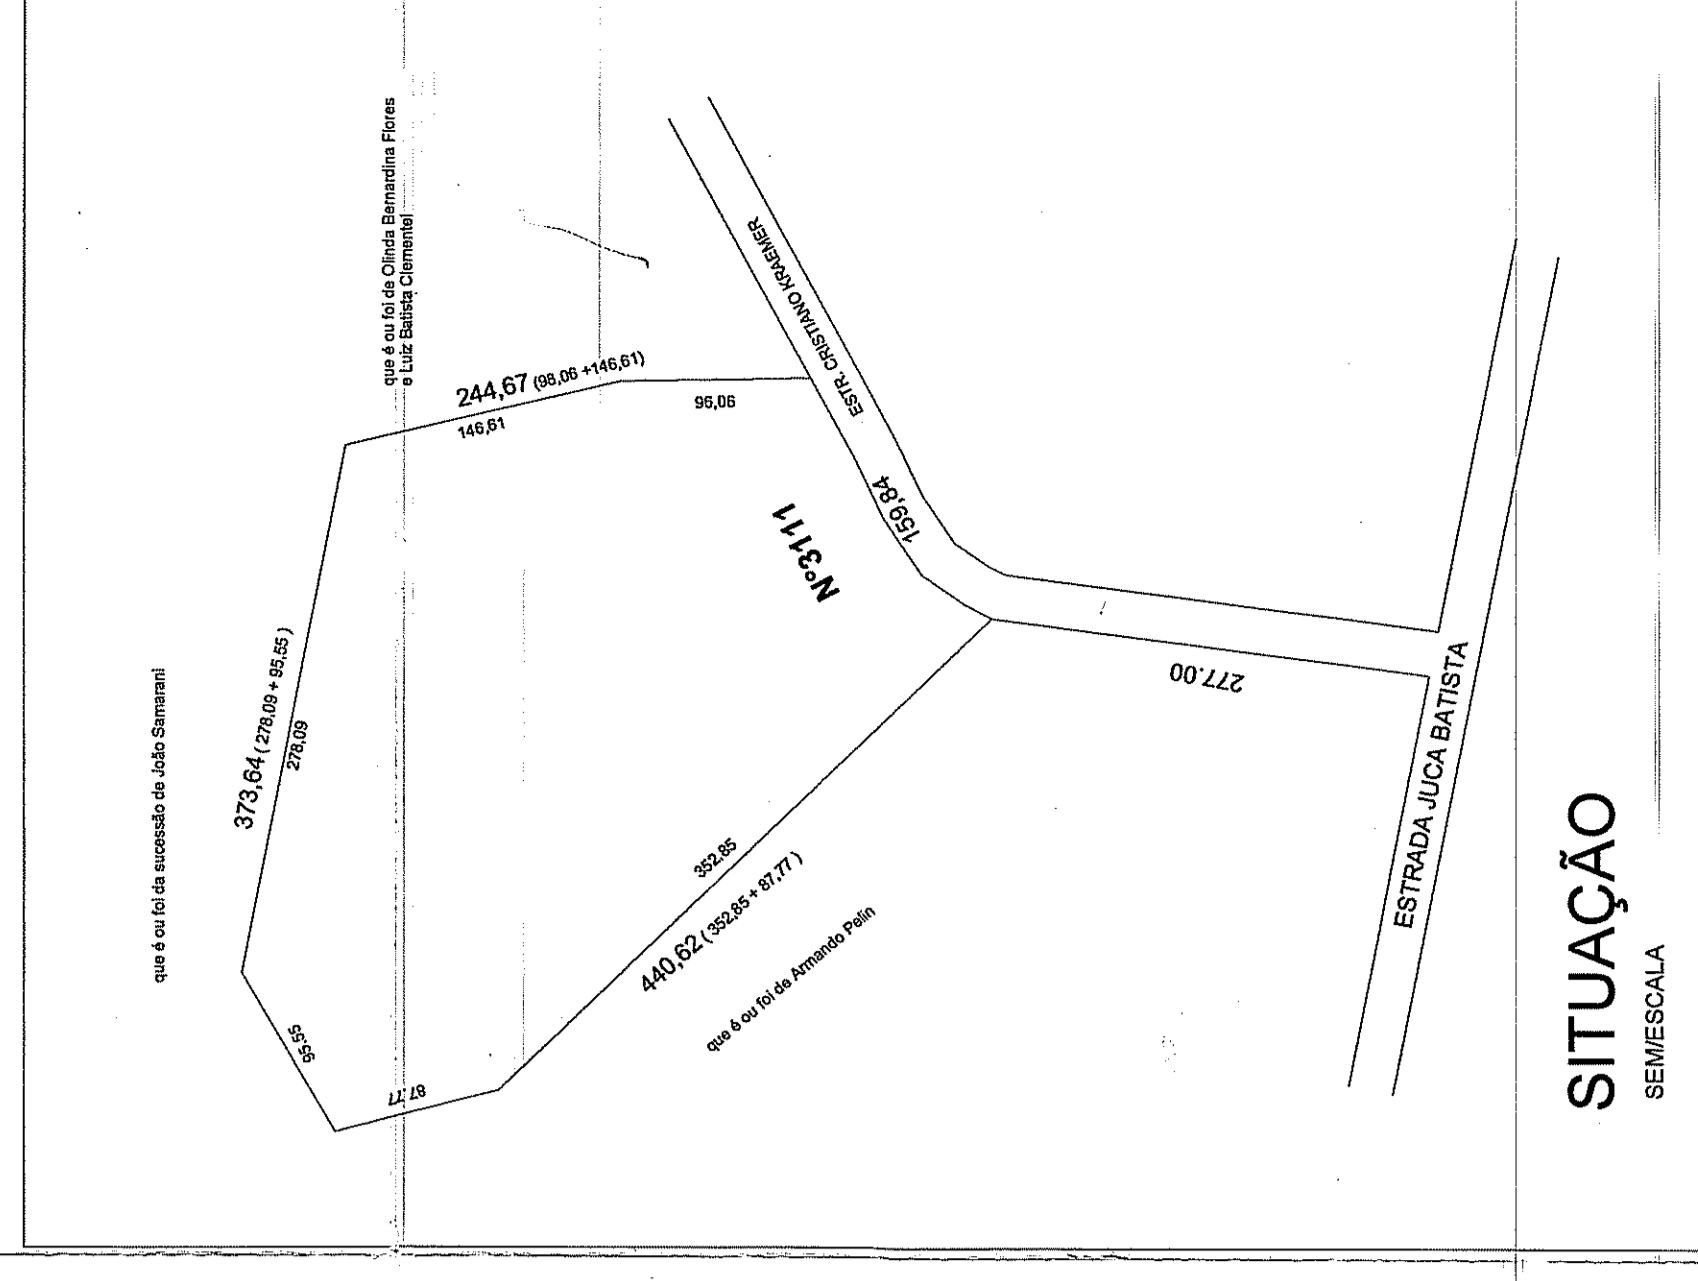 que é ou foi da sucessão de João Samarani
373,64 ( 278,09 + 95,55 )
278,09
95,55
87,77
que é ou foi de Olinda Bernardina Flores
e Luiz Batista Clementel
244,67 (98,06 +146,61)
146,61
96,06
Nº3111
159,84
ESTR. CRISTIANO KRAEMER
352,85
440,62 ( 352,85 + 87,77 )
que é ou foi de Armando Pelin
277.00
ESTRADA JUCA BATISTA
SITUAÇÃO
SEM/ESCALA